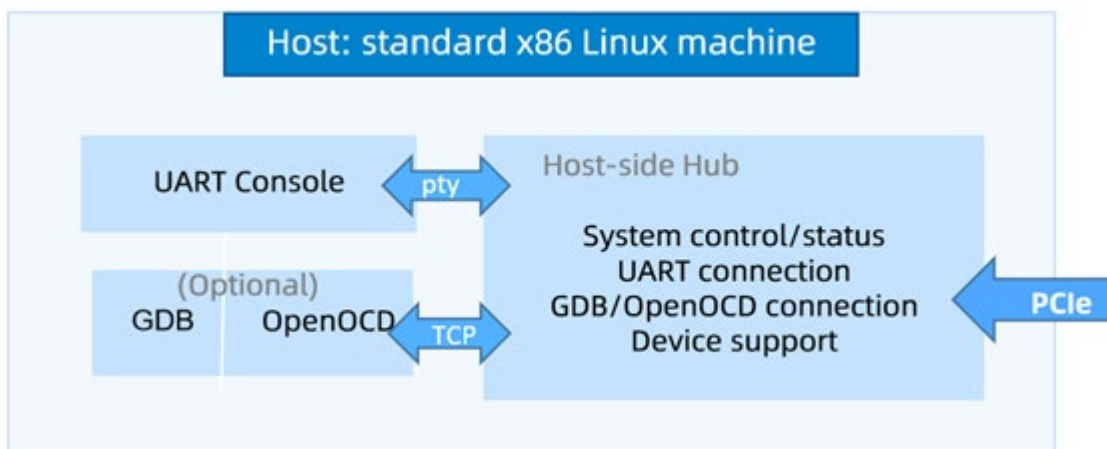 Host: standard x86 Linux machine
UART Console
pty
Host-side Hub
System control/status
UART connection
GDB/OpenOCD connection
Device support
(Optional)
GDB
OpenOCD
TCP
PCIe